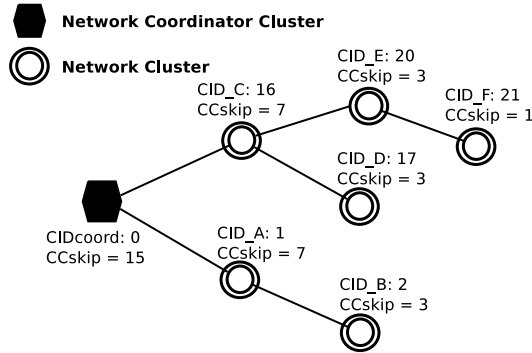 Network Coordinator Cluster
Network Cluster
CID_E: 20
CCskip = 3
CID_C: 16
CCskip = 7
CID_F: 21
CCskip = 1
CID_D: 17
CCskip = 3
CIDcoord: 0
CCskip = 15
CID_A: 1
CCskip = 7
CID_B: 2
CCskip = 3